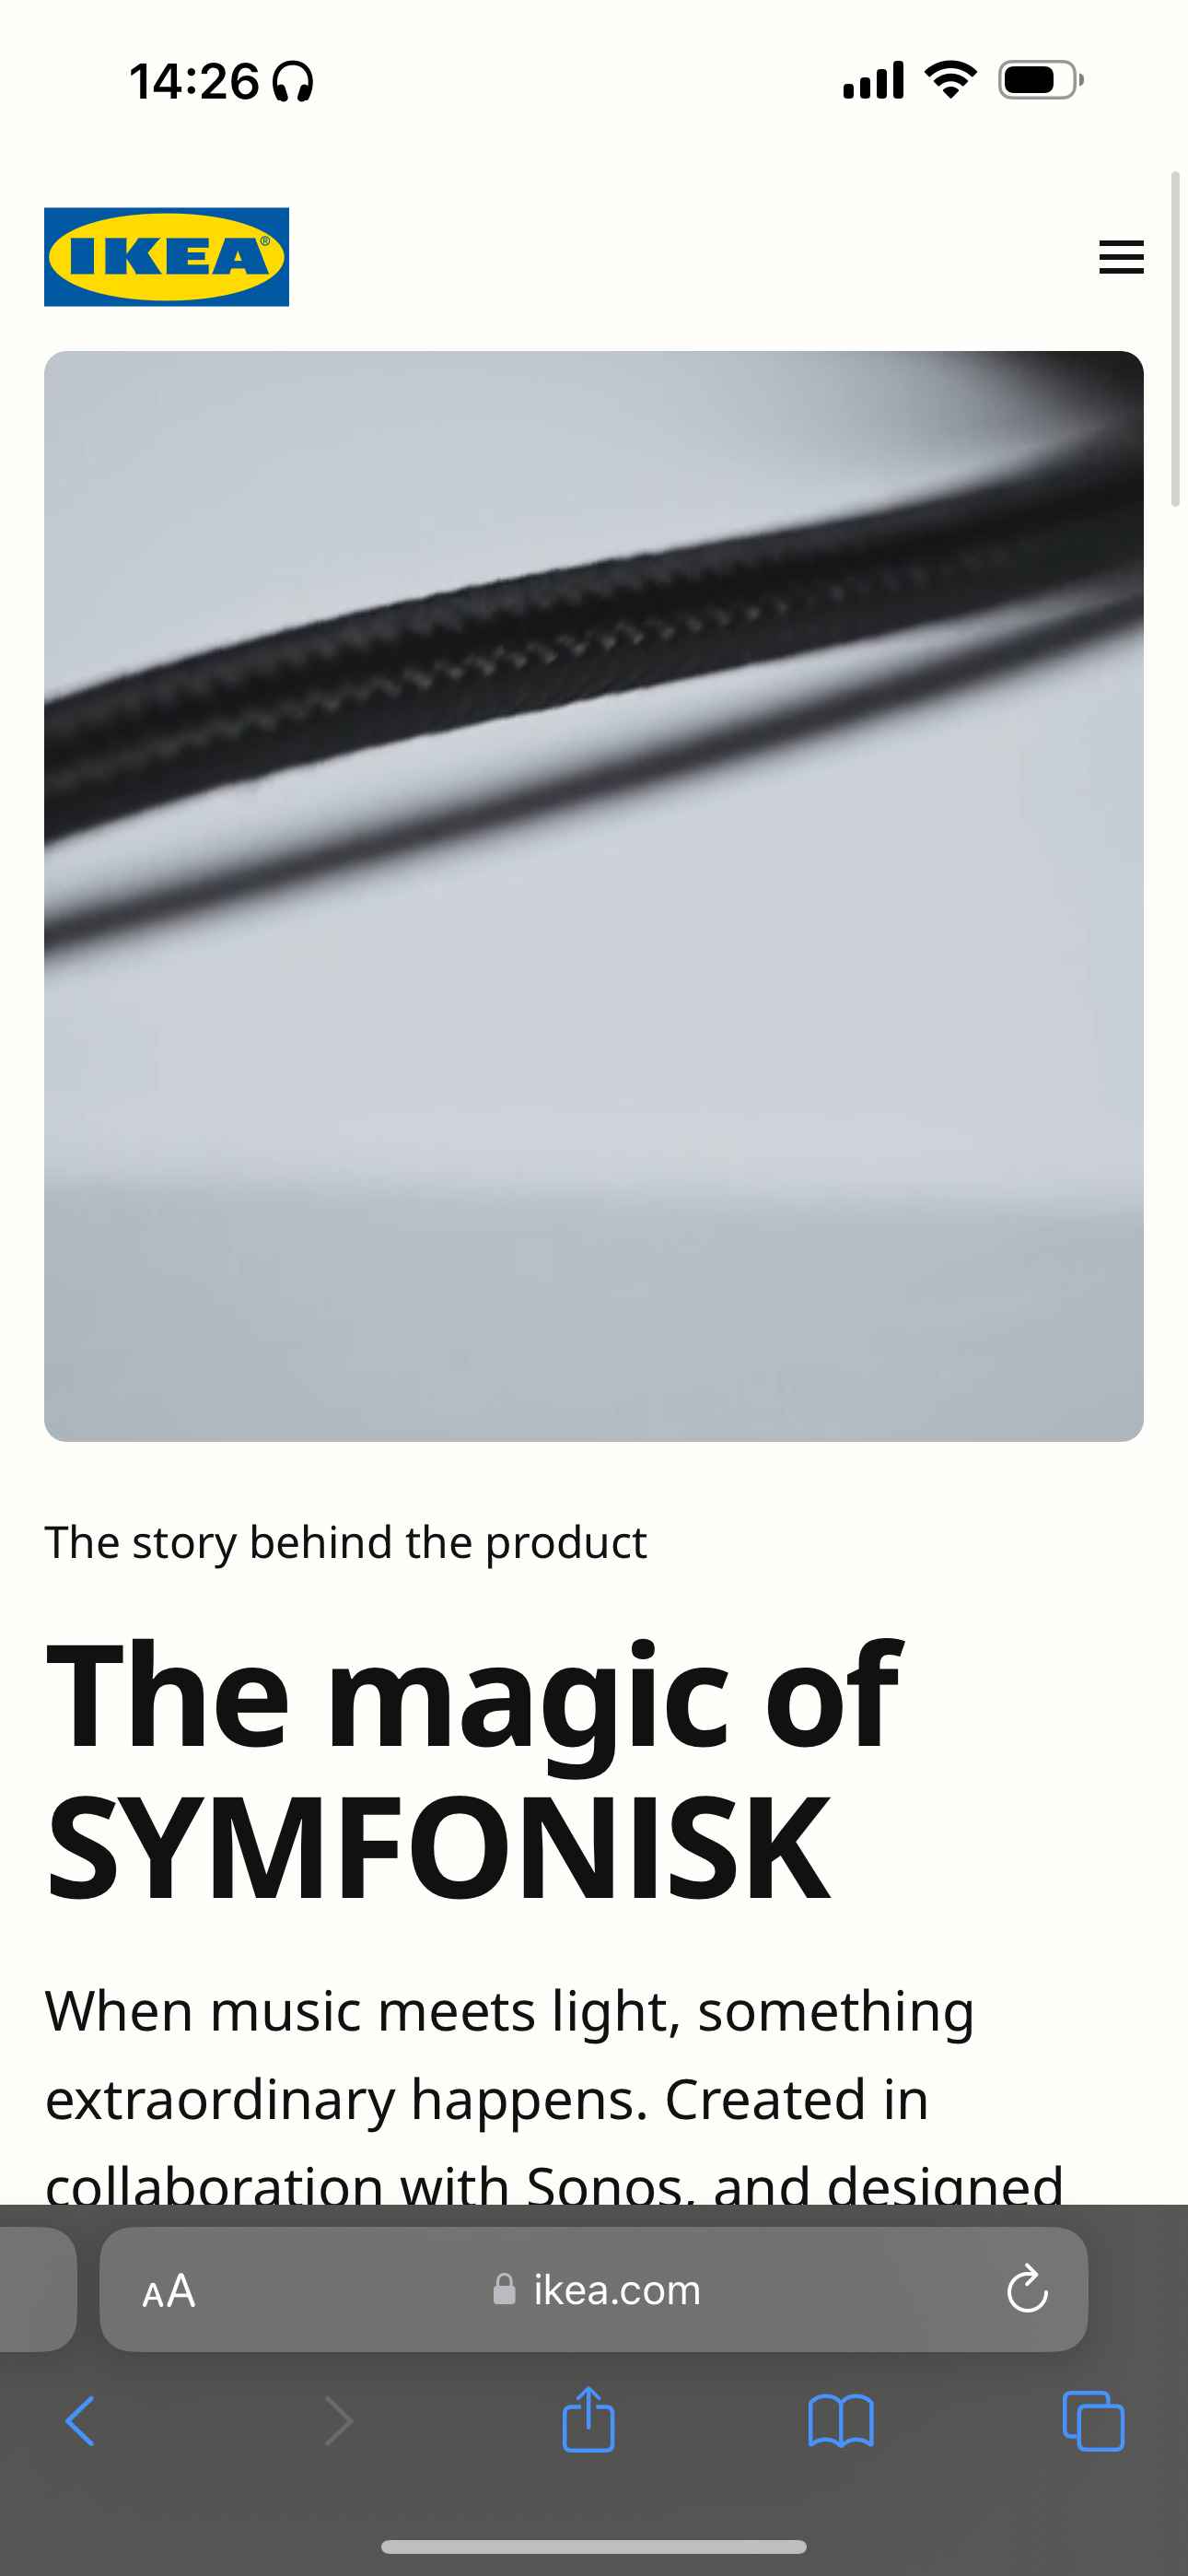 14:26
IKEA®
The story behind the product
The magic of
SYMFONISK
When music meets light, something
extraordinary happens. Created in
collaboration with Sonos, and designed
AA ikea.com